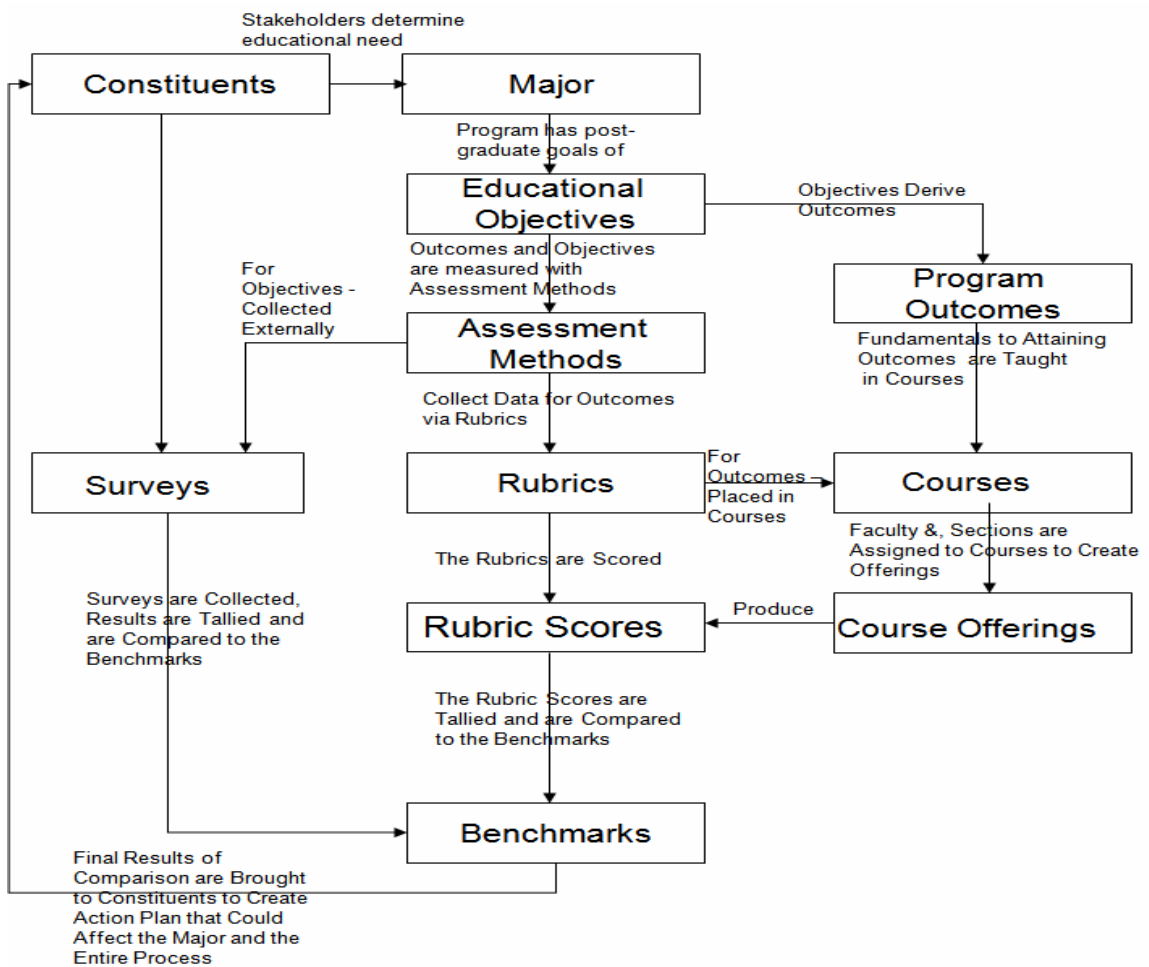 Stakeholders determine
educational need
Constituents
Major
Program has post-
graduate goals of
Educational
Objectives
Objectives Derive
Outcomes
Outcomes and Objectives
are measured with
Assessment Methods
For
Objectives -
Collected
Externally
Program
Outcomes
Assessment
Methods
Fundamentals to Attaining
Outcomes are Taught
in Courses
Collect Data for Outcomes
via Rubrics
Surveys
Rubrics
For
Outcomes –
Placed in
Courses
Courses
Faculty &, Sections are
Assigned to Courses to Create
Offerings
The Rubrics are Scored
Surveys are Collected,
Results are Tallied and
are Compared to the
Benchmarks
Rubric Scores
Produce
Course Offerings
The Rubric Scores are
Tallied and are Compared
to the Benchmarks
Benchmarks
Final Results of
Comparison are Brought
to Constituents to Create
Action Plan that Could
Affect the Major and the
Entire Process